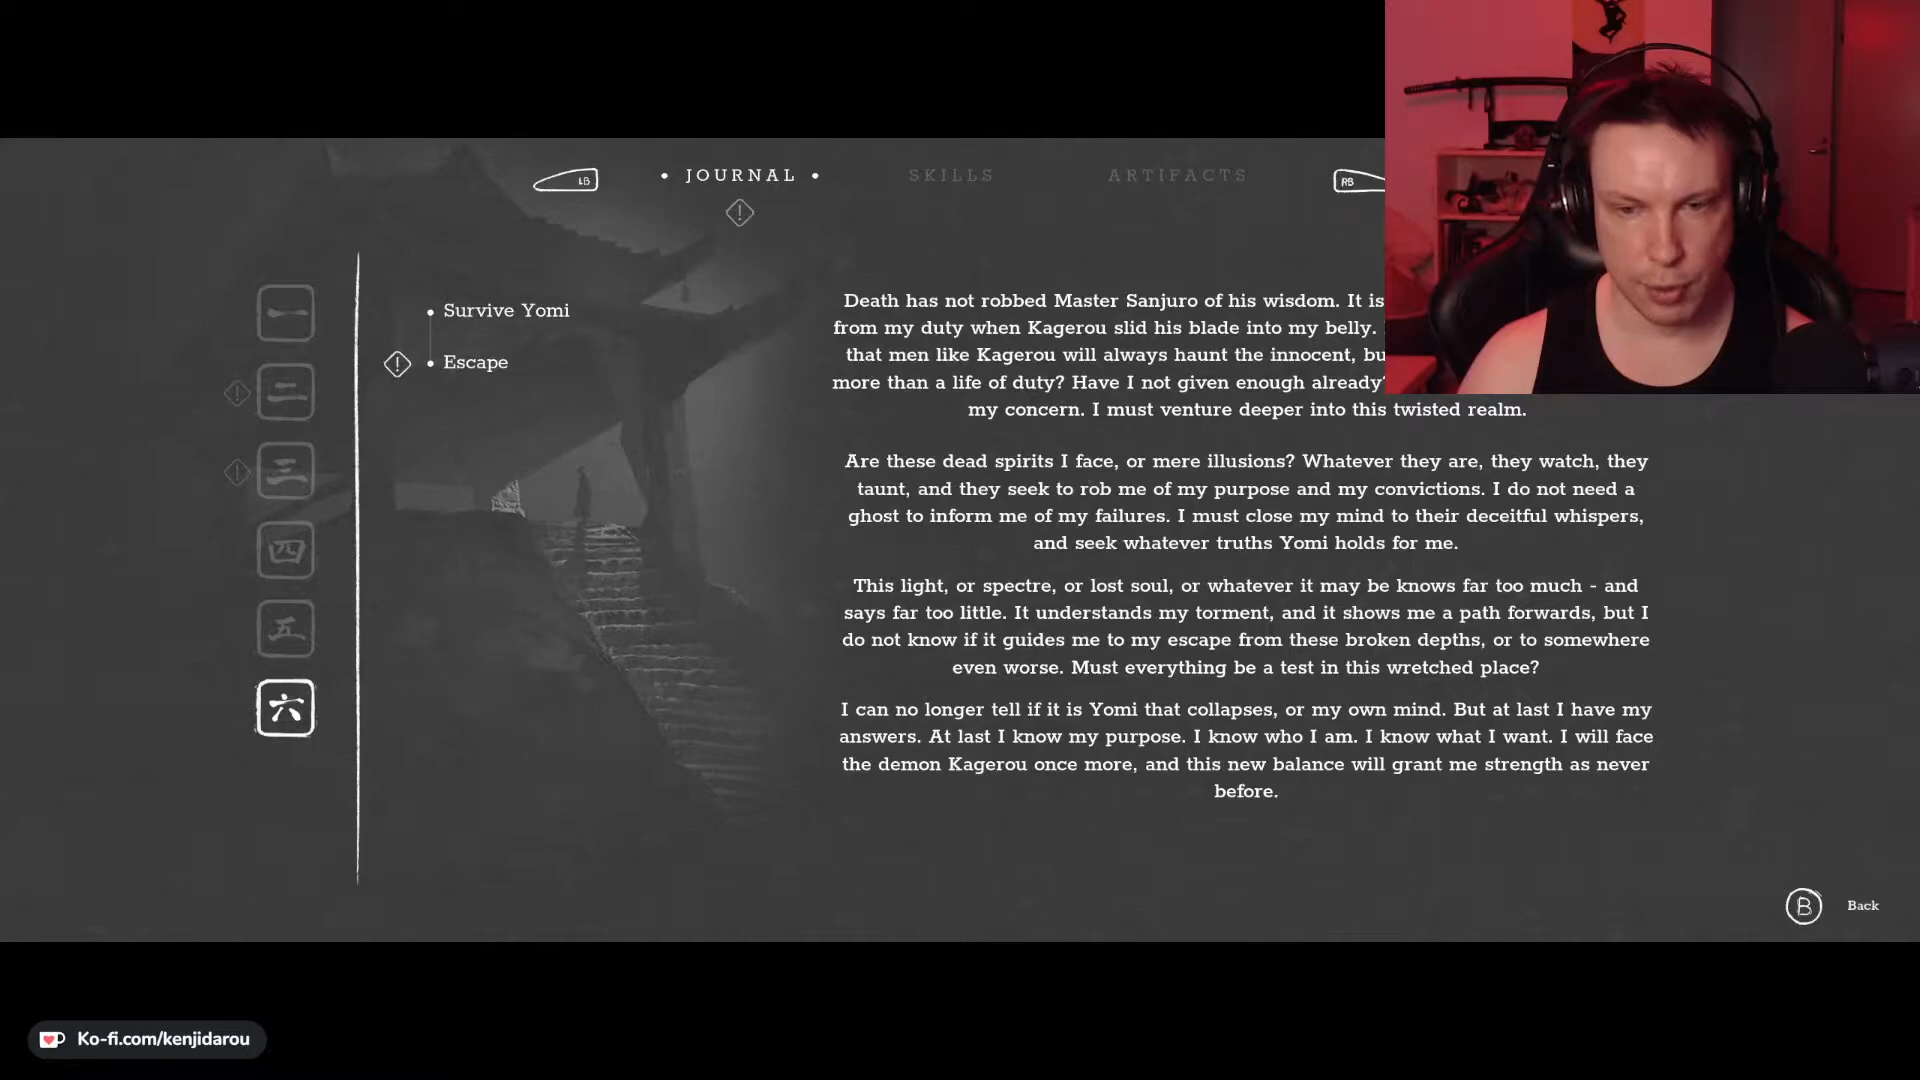 LB
• JOURNAL •
SKILLS
ARTIFACTS
RB
一
二
三
四
五
六
• Survive Yomi
• Escape
Death has not robbed Master Sanjuro of his wisdom. It is
from my duty when Kagerou slid his blade into my belly.
that men like Kagerou will always haunt the innocent, bu
more than a life of duty? Have I not given enough already?
my concern. I must venture deeper into this twisted realm.
Are these dead spirits I face, or mere illusions? Whatever they are, they watch, they
taunt, and they seek to rob me of my purpose and my convictions. I do not need a
ghost to inform me of my failures. I must close my mind to their deceitful whispers,
and seek whatever truths Yomi holds for me.
This light, or spectre, or lost soul, or whatever it may be knows far too much - and
says far too little. It understands my torment, and it shows me a path forwards, but I
do not know if it guides me to my escape from these broken depths, or to somewhere
even worse. Must everything be a test in this wretched place?
I can no longer tell if it is Yomi that collapses, or my own mind. But at last I have my
answers. At last I know my purpose. I know who I am. I know what I want. I will face
the demon Kagerou once more, and this new balance will grant me strength as never
before.
B Back
Ko-fi.com/kenjidarou